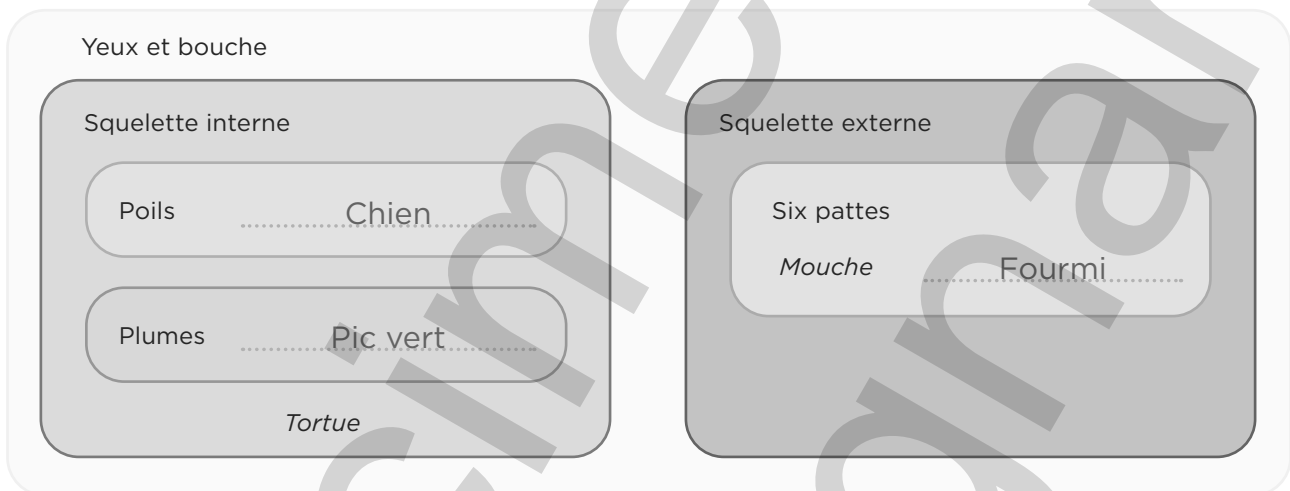 Yeux et bouche
Squelette interne
Poils Chien
Plumes Pic vert
Tortue
Squelette externe
Six pattes
Mouche Fourmi